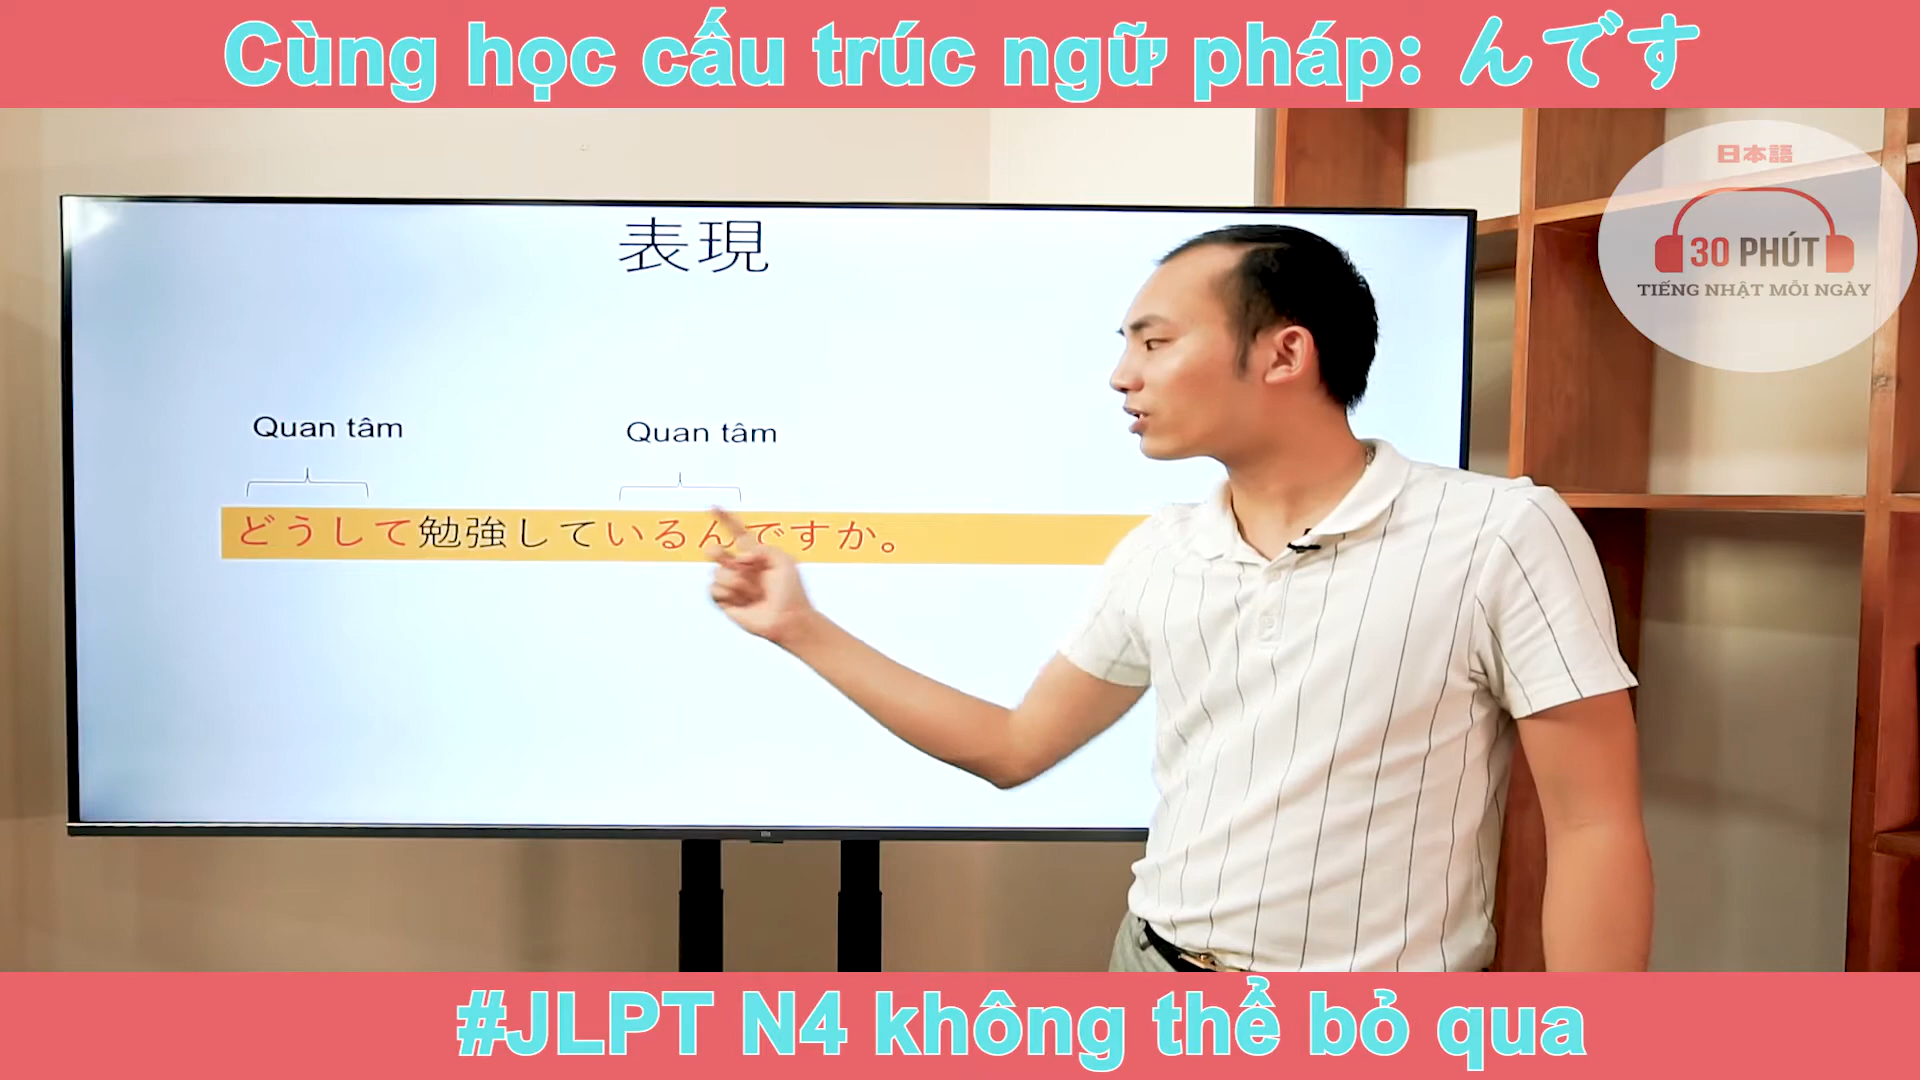 Cùng học cấu trúc ngữ pháp: んです
日本語
30 PHÚT
TIẾNG NHẬT MỖI NGÀY
表現
Quan tâm
Quan tâm
どうして勉強しているんですか。
#JLPT N4 không thể bỏ qua